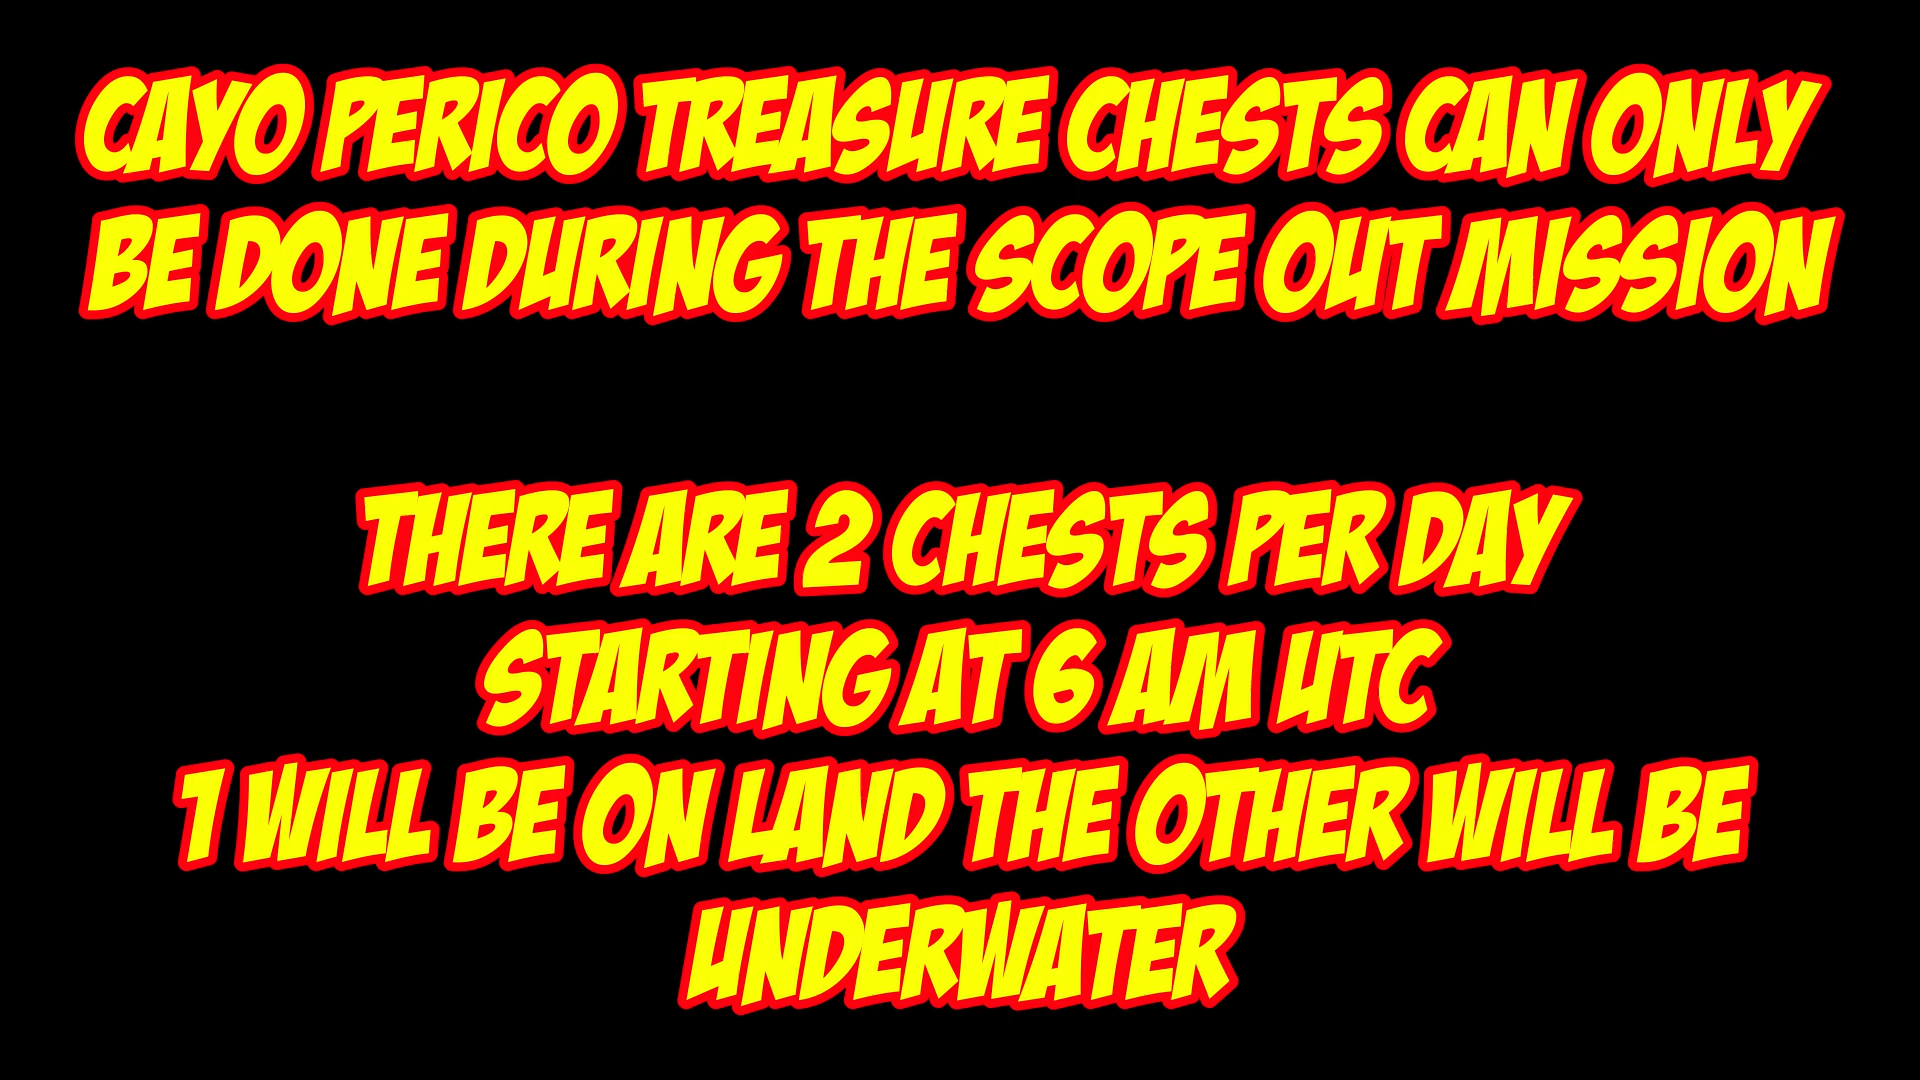 CAYO PERICO TREASURE CHESTS CAN ONLY
BE DONE DURING THE SCOPE OUT MISSION
THERE ARE 2 CHESTS PER DAY
STARTING AT 6 AM UTC
1 WILL BE ON LAND THE OTHER WILL BE
UNDERWATER